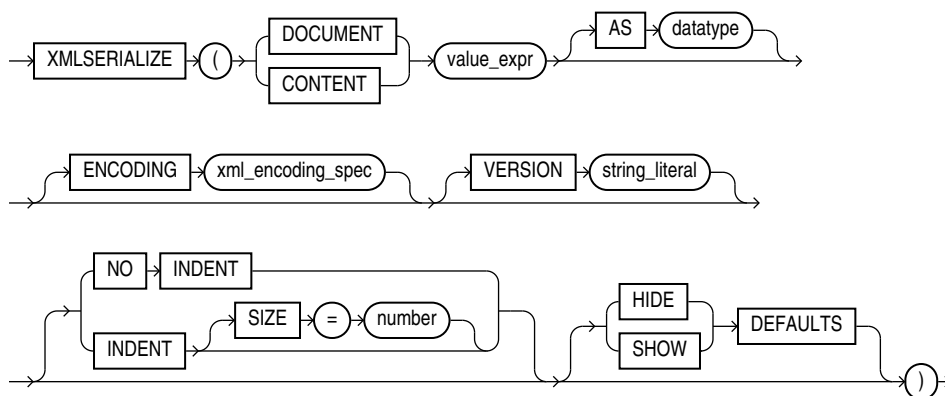 AS datatype
DOCUMENT
XMLSERIALIZE ( value_expr
CONTENT
ENCODING xml_encoding_spec VERSION string_literal
NO INDENT
HIDE
SIZE = number DEFAULTS
INDENT SHOW
)